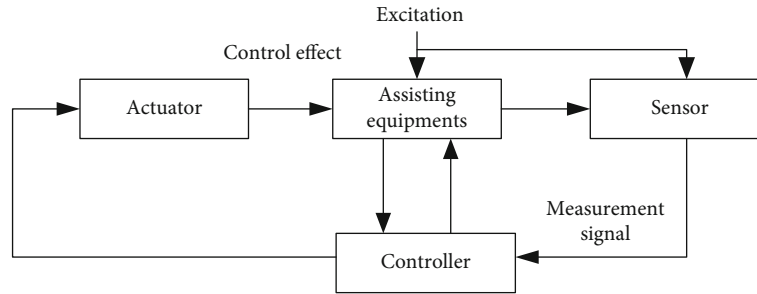 Excitation
Control effect
Actuator
Assisting
equipments
Sensor
Measurement
signal
Controller